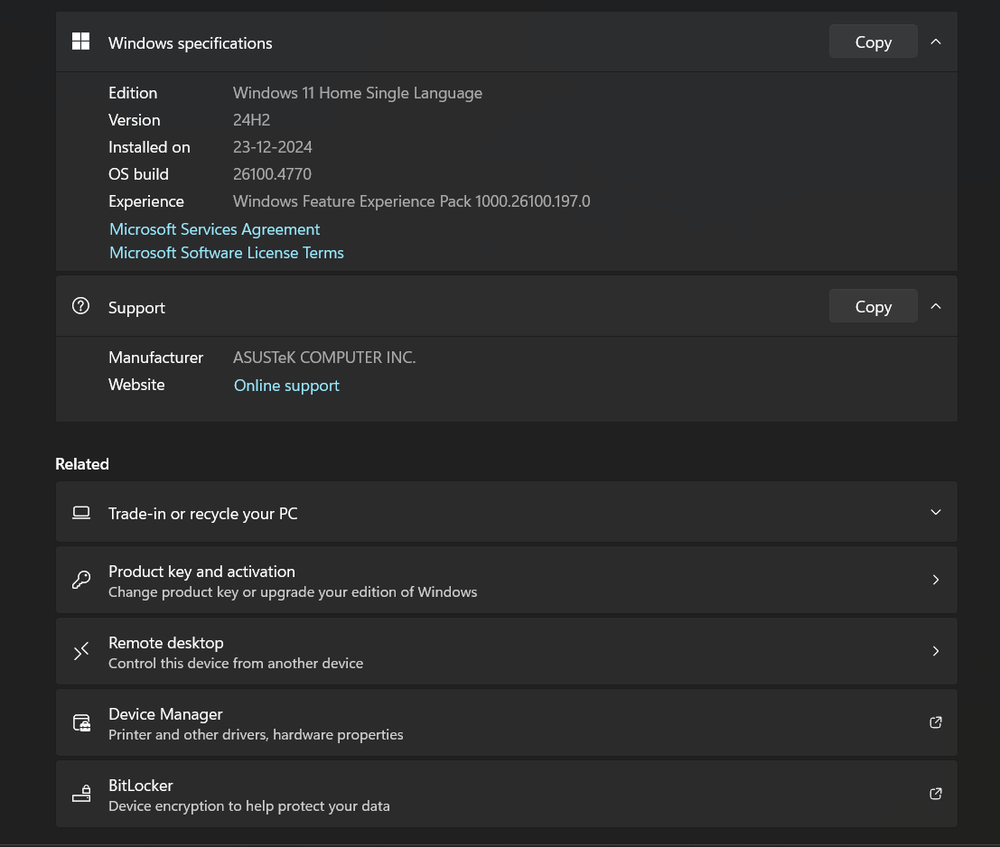 Windows specifications Copy
Edition Windows 11 Home Single Language
Version 24H2
Installed on 23-12-2024
OS build 26100.4770
Experience Windows Feature Experience Pack 1000.26100.197.0
Microsoft Services Agreement
Microsoft Software License Terms
Support Copy
Manufacturer ASUSTeK COMPUTER INC.
Website Online support
Related
Trade-in or recycle your PC
Product key and activation
Change product key or upgrade your edition of Windows
Remote desktop
Control this device from another device
Device Manager
Printer and other drivers, hardware properties
BitLocker
Device encryption to help protect your data